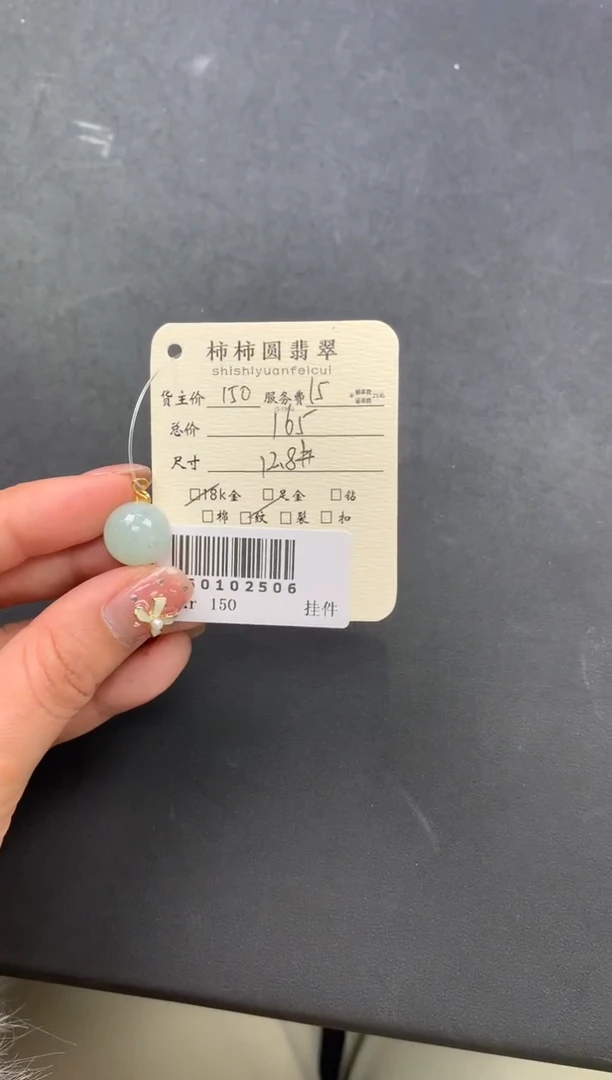 柿柿圆翡翠
shishiyuanfeicui
货主价 150 服务费 15
总价 165
尺寸 12.8
□18k金 □足金 □钻
□棉 □纹 □裂 □扣
50102506
150 挂件